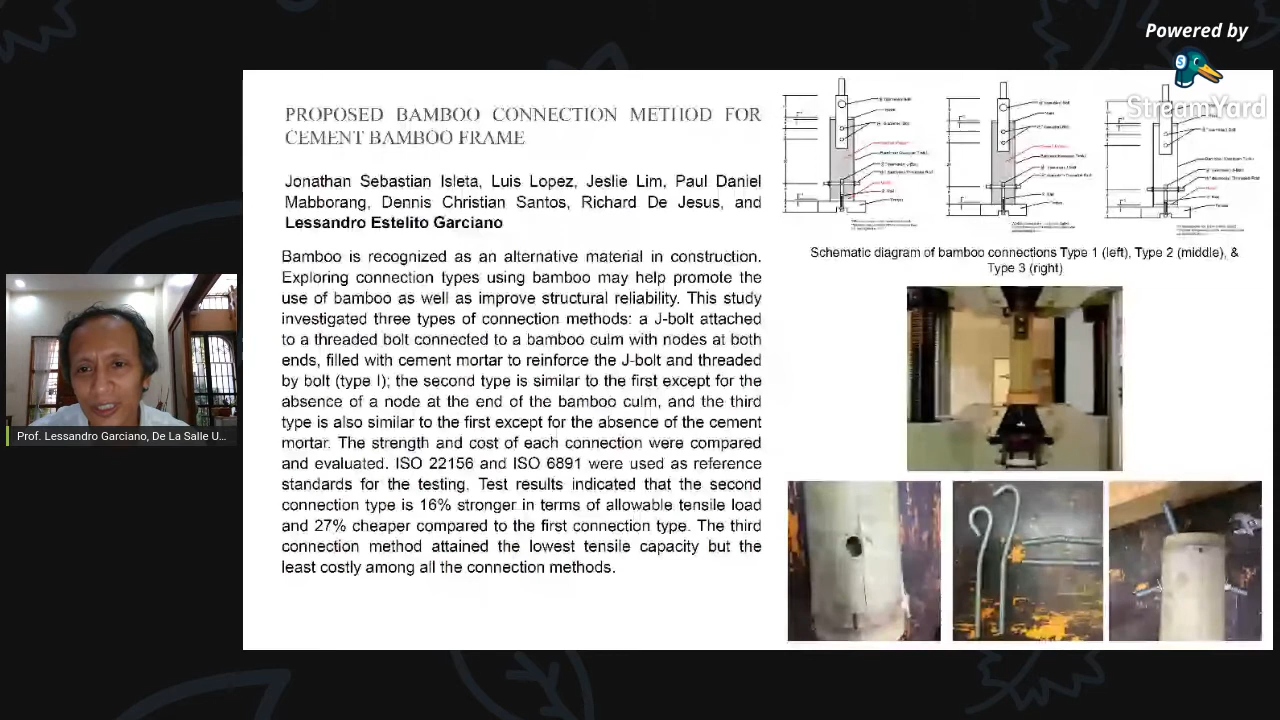 Powered by
StreamYard
PROPOSED BAMBOO CONNECTION METHOD FOR
CEMENT BAMBOO FRAME
Jonathan Sebastian Isleta, Luis Lopez, Jeslie Lim, Paul Daniel
Mabborang, Dennis Christian Santos, Richard De Jesus, and
Lessandro Estelito Garciano
Bamboo is recognized as an alternative material in construction.
Exploring connection types using bamboo may help promote the
use of bamboo as well as improve structural reliability. This study
investigated three types of connection methods: a J-bolt attached
to a threaded bolt connected to a bamboo culm with nodes at both
ends, filled with cement mortar to reinforce the J-bolt and threaded
by bolt (type I); the second type is similar to the first except for the
absence of a node at the end of the bamboo culm, and the third
type is also similar to the first except for the absence of the cement
mortar. The strength and cost of each connection were compared
and evaluated. ISO 22156 and ISO 6891 were used as reference
standards for the testing. Test results indicated that the second
connection type is 16% stronger in terms of allowable tensile load
and 27% cheaper compared to the first connection type. The third
connection method attained the lowest tensile capacity but the
least costly among all the connection methods.
Schematic diagram of bamboo connections Type 1 (left), Type 2 (middle), &
Type 3 (right)
Prof. Lessandro Garciano, De La Salle U...